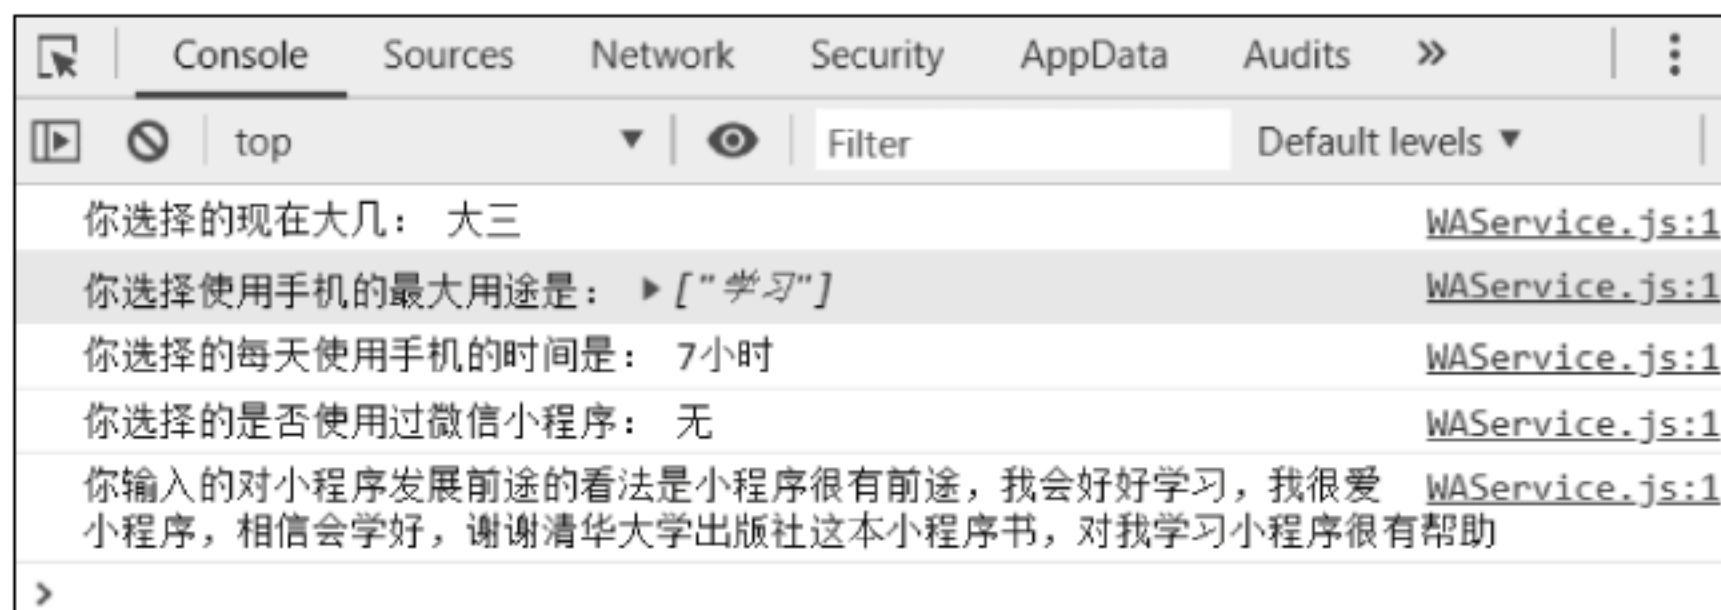 Console Sources Network Security AppData Audits »
top ▼ Filter Default levels ▼
你选择的现在大几： 大三 WAService.js:1
你选择使用手机的最大用途是： ▶["学习"] WAService.js:1
你选择的每天使用手机的时间是： 7小时 WAService.js:1
你选择的是否使用过微信小程序： 无 WAService.js:1
你输入的对小程序发展前途的看法是小程序很有前途，我会好好学习，我很爱 WAService.js:1
小程序，相信会学好，谢谢清华大学出版社这本小程序书，对我学习小程序很有帮助
>